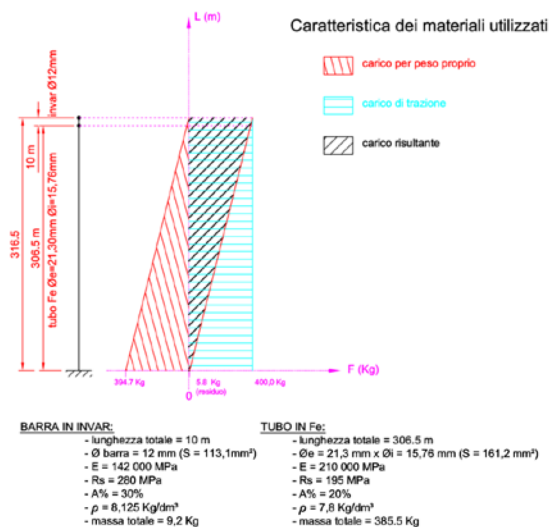 L (m)
Caratteristica dei materiali utilizzati
carico per peso proprio
carico di trazione
carico risultante
invar Ø12mm
10 m
316.5
306.5 m
tubo Fe Øe=21,30mm Øi=15,76mm
F (Kg)
394.7 Kg
5.8 Kg
400,0 Kg
0
(residuo)
BARRA IN INVAR:
- lunghezza totale = 10 m
- Ø barra = 12 mm (S = 113,1mm²)
- E = 142 000 MPa
- Rs = 280 MPa
- A% = 30%
- ρ = 8,125 Kg/dm³
- massa totale = 9,2 Kg
TUBO IN Fe:
- lunghezza totale = 306.5 m
- Øe = 21,3 mm x Øi = 15,76 mm (S = 161,2 mm²)
- E = 210 000 MPa
- Rs = 195 MPa
- A% = 20%
- ρ = 7,8 Kg/dm³
- massa totale = 385.5 Kg